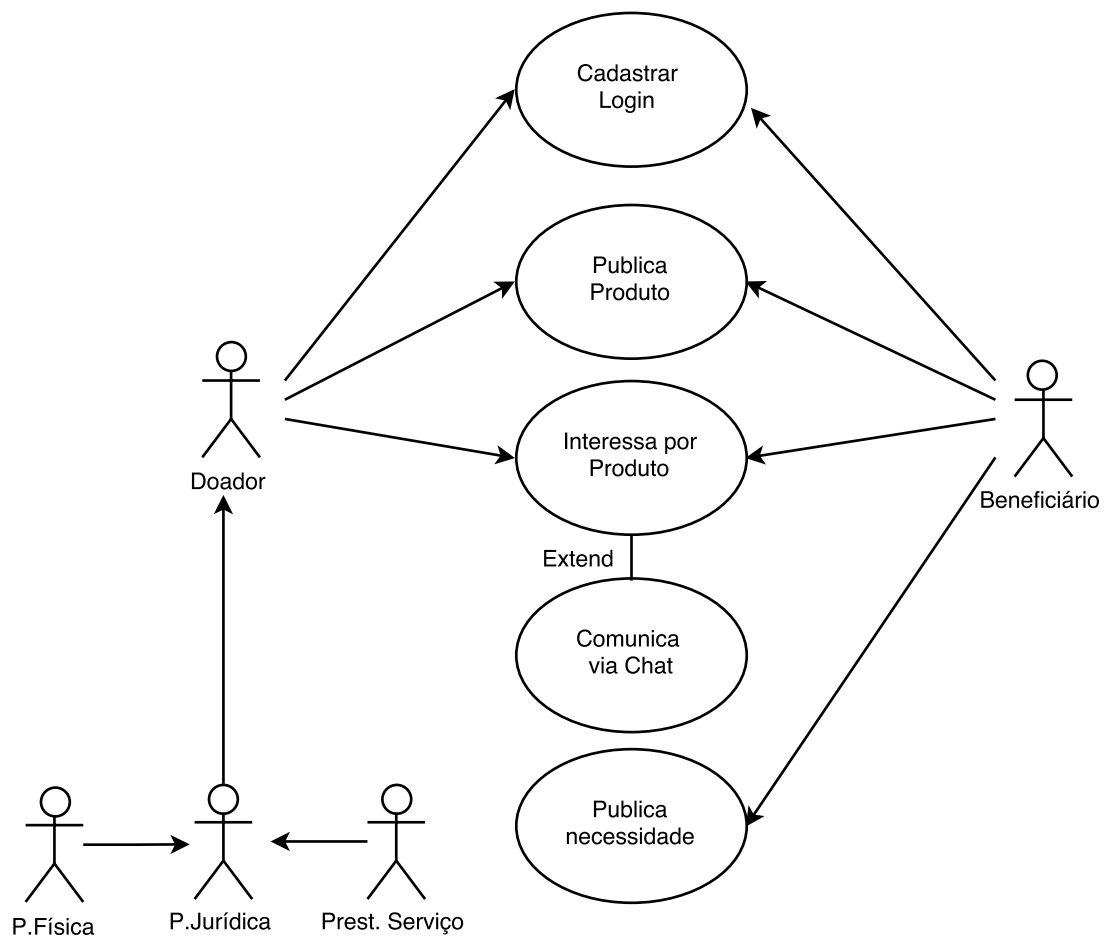 Cadastrar
Login
Publica
Produto
Interessa por
Produto
Doador
Beneficiário
Extend
Comunica
via Chat
Publica
necessidade
P.Física
P.Jurídica
Prest. Serviço